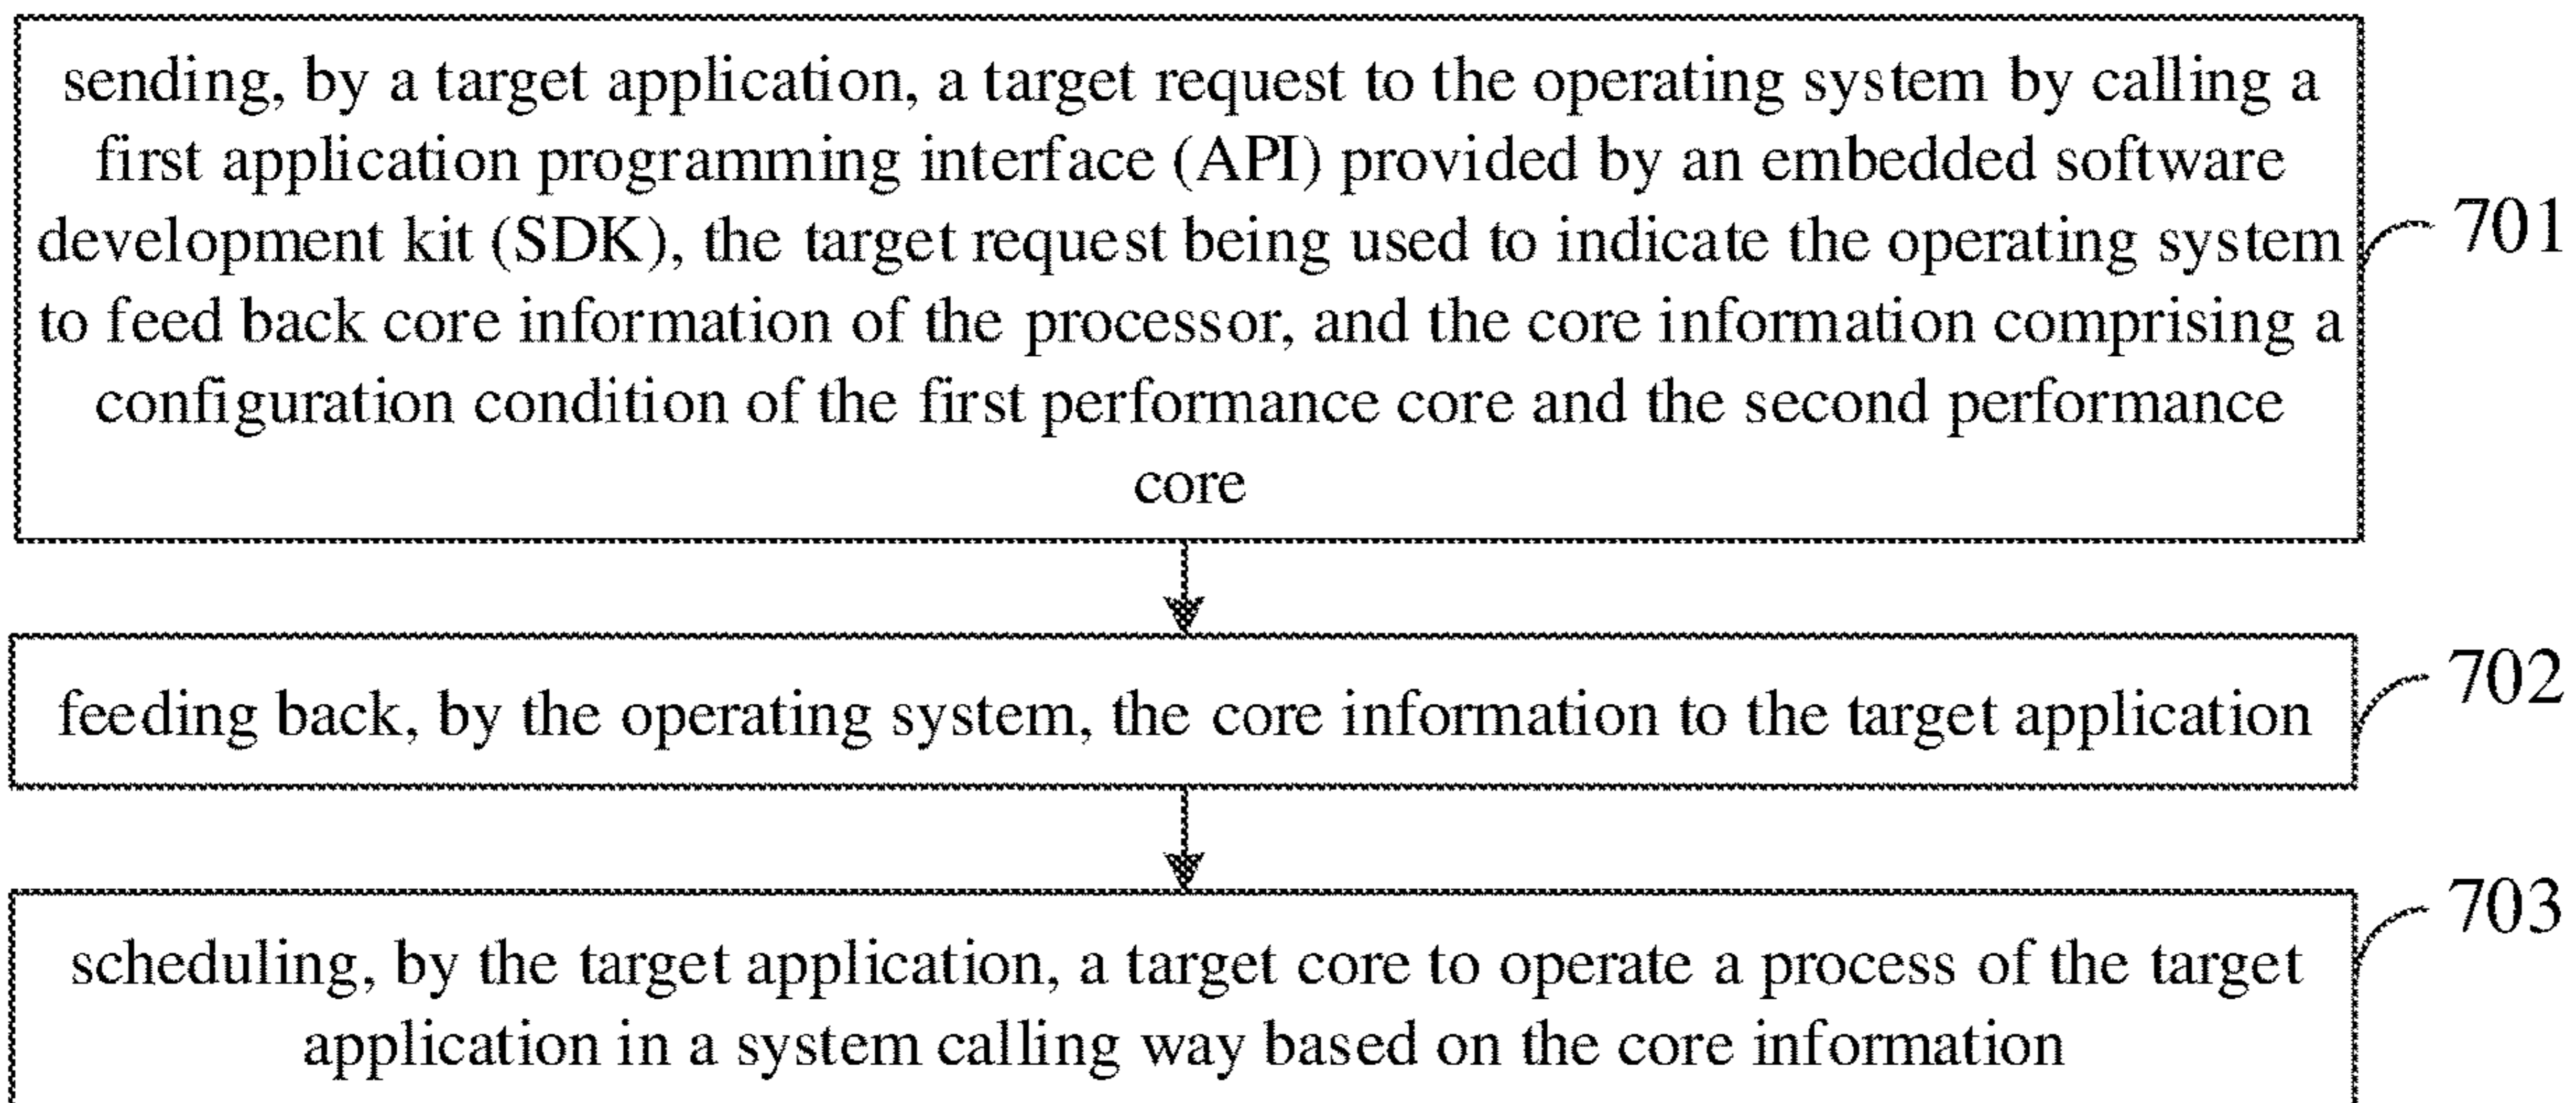 sending, by a target application, a target request to the operating system by calling a
first application programming interface (API) provided by an embedded software
development kit (SDK), the target request being used to indicate the operating system
to feed back core information of the processor, and the core information comprising a
configuration condition of the first performance core and the second performance
core
701
feeding back, by the operating system, the core information to the target application
702
scheduling, by the target application, a target core to operate a process of the target
application in a system calling way based on the core information
703